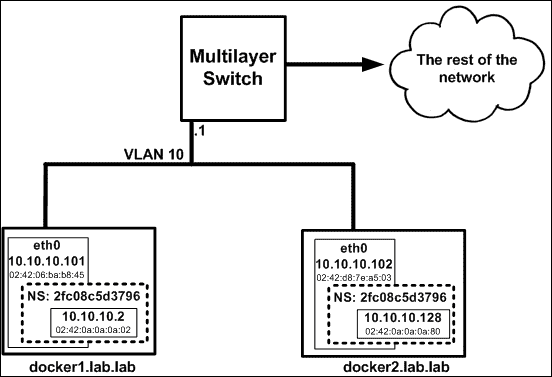 Multilayer
Switch
The rest of the
network
.1
VLAN 10
eth0
10.10.10.101
02:42:06:ba:b8:45
NS: 2fc08c5d3796
10.10.10.2
02:42:0a:0a:0a:02
docker1.lab.lab
eth0
10.10.10.102
02:42:d8:7e:a5:03
NS: 2fc08c5d3796
10.10.10.128
02:42:0a:0a:0a:80
docker2.lab.lab